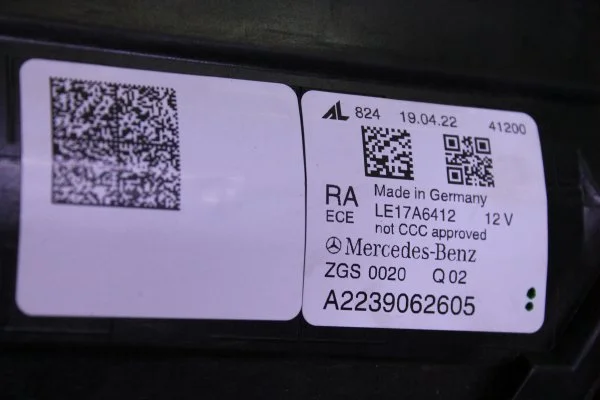 AL 824 19.04.22 41200
RA Made in Germany
ECE LE17A6412 12 V
not CCC approved
Mercedes-Benz
ZGS 0020 Q 02
A2239062605